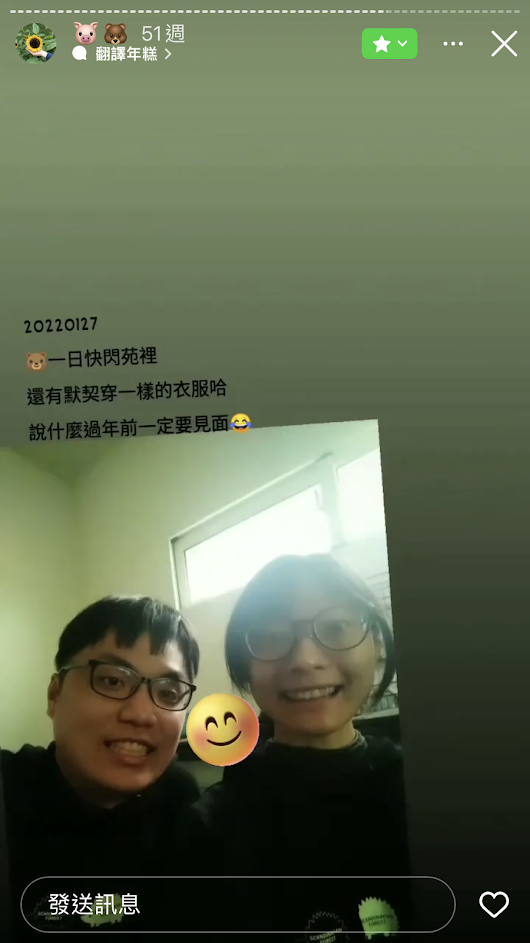 🐷🐻 51週
翻譯年糕 >
20220127
🐻一日快閃苑裡
還有默契穿一樣的衣服哈
說什麼過年前一定要見面😂
發送訊息